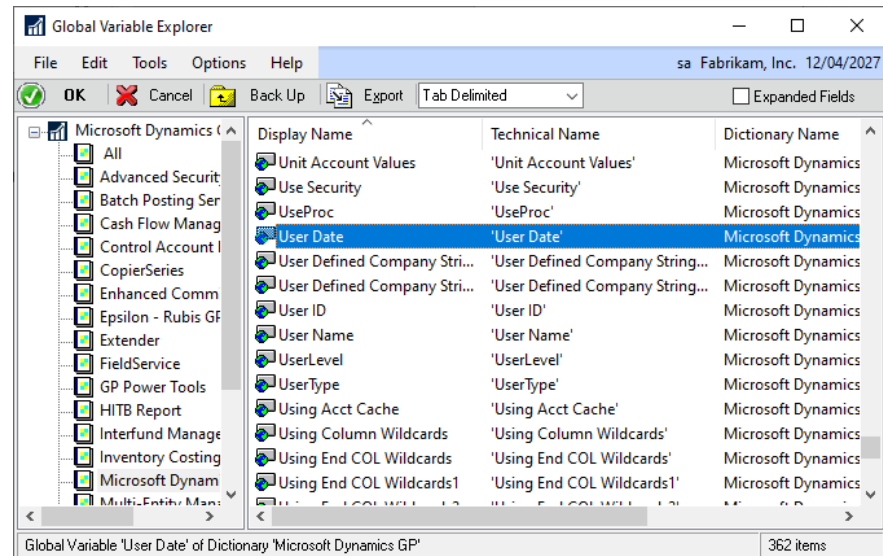 Global Variable Explorer
File Edit Tools Options Help sa Fabrikam, Inc. 12/04/2027
OK Cancel Back Up Export Tab Delimited Expanded Fields
Microsoft Dynamics (
All
Advanced Securit
Batch Posting Ser
Cash Flow Manag
Control Account
CopierSeries
Enhanced Comm
Epsilon - Rubis GF
Extender
FieldService
GP Power Tools
HITB Report
Interfund Manage
Inventory Costing
Microsoft Dynam
Multi-Entity Mana
Display Name Technical Name Dictionary Name
Unit Account Values 'Unit Account Values' Microsoft Dynamics
Use Security 'Use Security' Microsoft Dynamics
UseProc 'UseProc' Microsoft Dynamics
User Date 'User Date' Microsoft Dynamics
User Defined Company Stri... 'User Defined Company String... Microsoft Dynamics
User Defined Company Stri... 'User Defined Company String... Microsoft Dynamics
User ID 'User ID' Microsoft Dynamics
User Name 'User Name' Microsoft Dynamics
UserLevel 'UserLevel' Microsoft Dynamics
UserType 'UserType' Microsoft Dynamics
Using Acct Cache 'Using Acct Cache' Microsoft Dynamics
Using Column Wildcards 'Using Column Wildcards' Microsoft Dynamics
Using End COL Wildcards 'Using End COL Wildcards' Microsoft Dynamics
Using End COL Wildcards1 'Using End COL Wildcards1' Microsoft Dynamics
Global Variable 'User Date' of Dictionary 'Microsoft Dynamics GP' 362 items